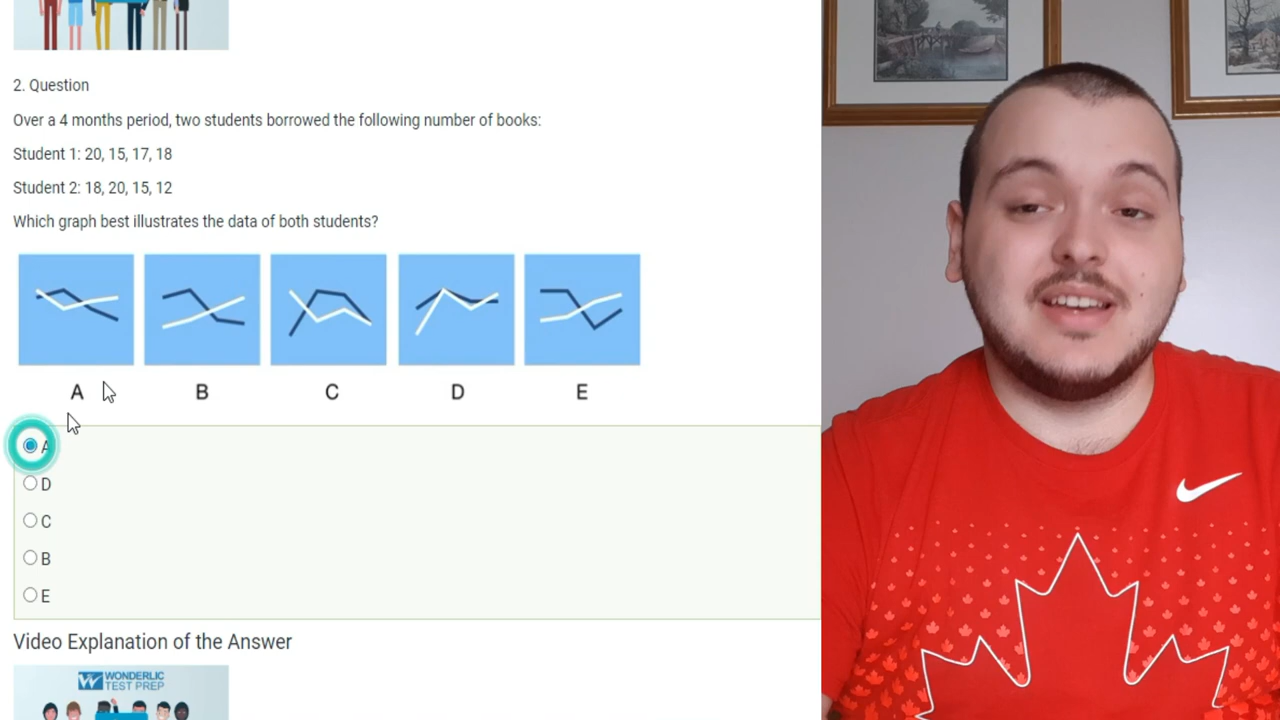 2. Question
Over a 4 months period, two students borrowed the following number of books:
Student 1: 20, 15, 17, 18
Student 2: 18, 20, 15, 12
Which graph best illustrates the data of both students?
A B C D E
A
D
C
B
E
Video Explanation of the Answer
W WONDERLIC
TEST PREP